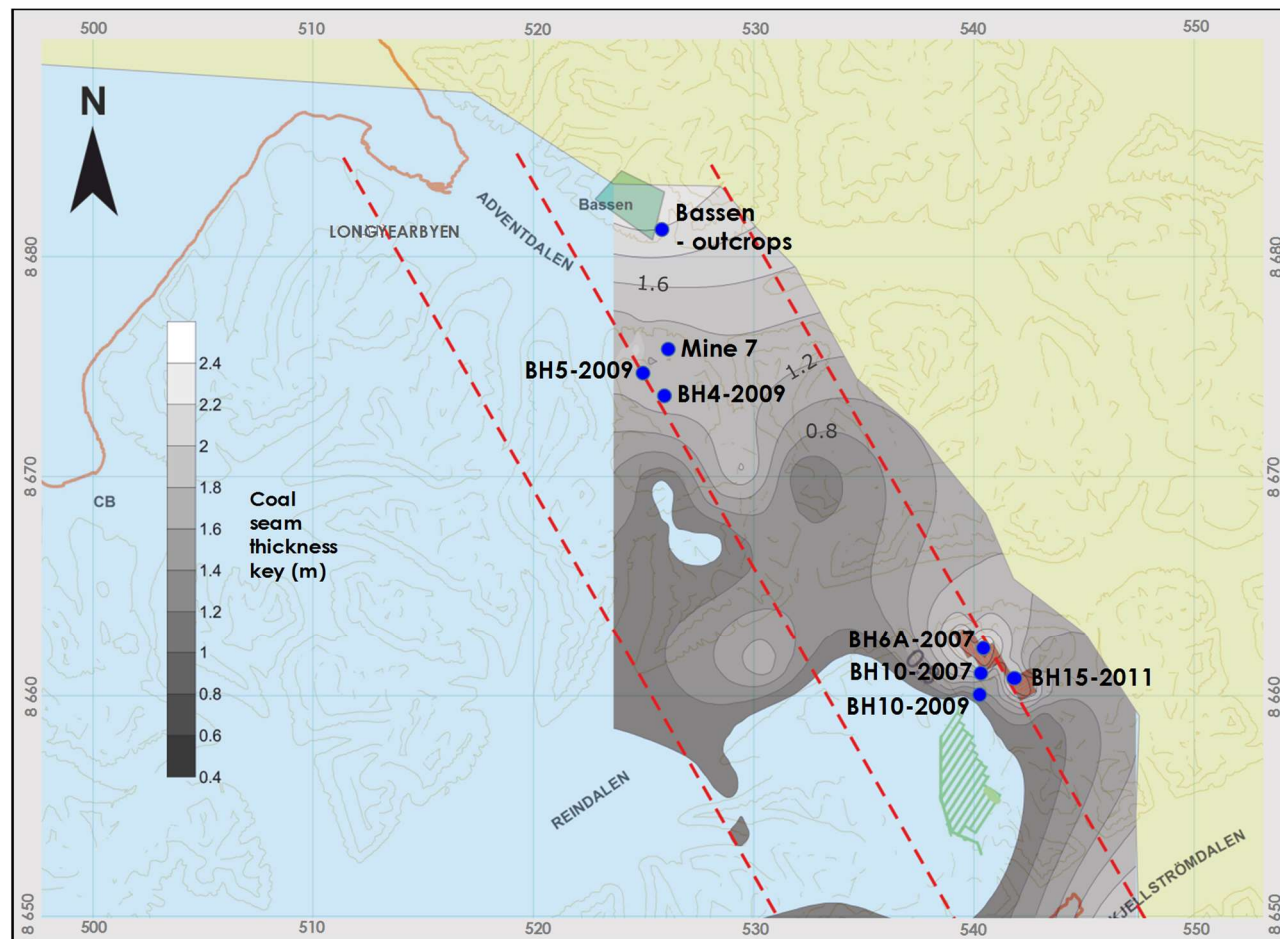 500 510 520 530 540 550
N
Bassen
Bassen
- outcrops
ADVENTDALEN
LONGYEARBYEN
8 680
8 680
1.6
Mine 7
BH5-2009
1.2
BH4-2009
2.4
2.2
2
1.8
1.6
1.4
1.2
1
0.8
0.6
0.4
Coal
seam
thickness
key (m)
0.8
8 670
8 670
CB
BH6A-2007
BH10-2007
BH15-2011
BH10-2009
8 660
8 660
REINDALEN
KJELLSTRÖMDALEN
8 650
8 650
500 510 520 530 540 550